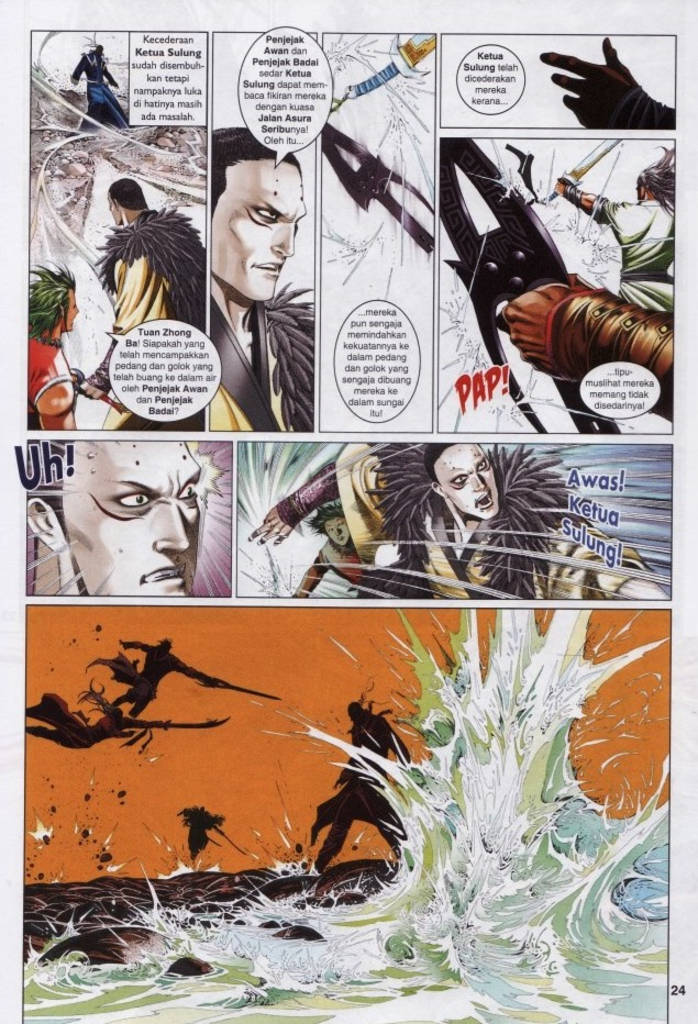 Kecederaan
Ketua Sulung
sudah disembuh-
kan tetapi
nampaknya luka
di hatinya masih
ada masalah.
Penjejak
Awan dan
Penjejak Badai
sedar Ketua
Sulung dapat mem-
baca fikiran mereka
dengan kuasa
Jalan Asura
Seribunya!
Oleh itu...
Tuan Zhong
Ba! Siapakah yang
telah mencampakkan
pedang dan golok yang
telah buang ke dalam air
oleh Penjejak Awan
dan Penjejak
Badai?
...mereka
pun sengaja
memindahkan
kekuatannya ke
dalam pedang
dan golok yang
sengaja dibuang
mereka ke
dalam sungai
itu!
Ketua
Sulung telah
dicederakan
mereka
kerana...
PAP!
...tipu-
muslihat mereka
memang tidak
disedarinya!
Uh!
Awas!
Ketua
Sulung!
24